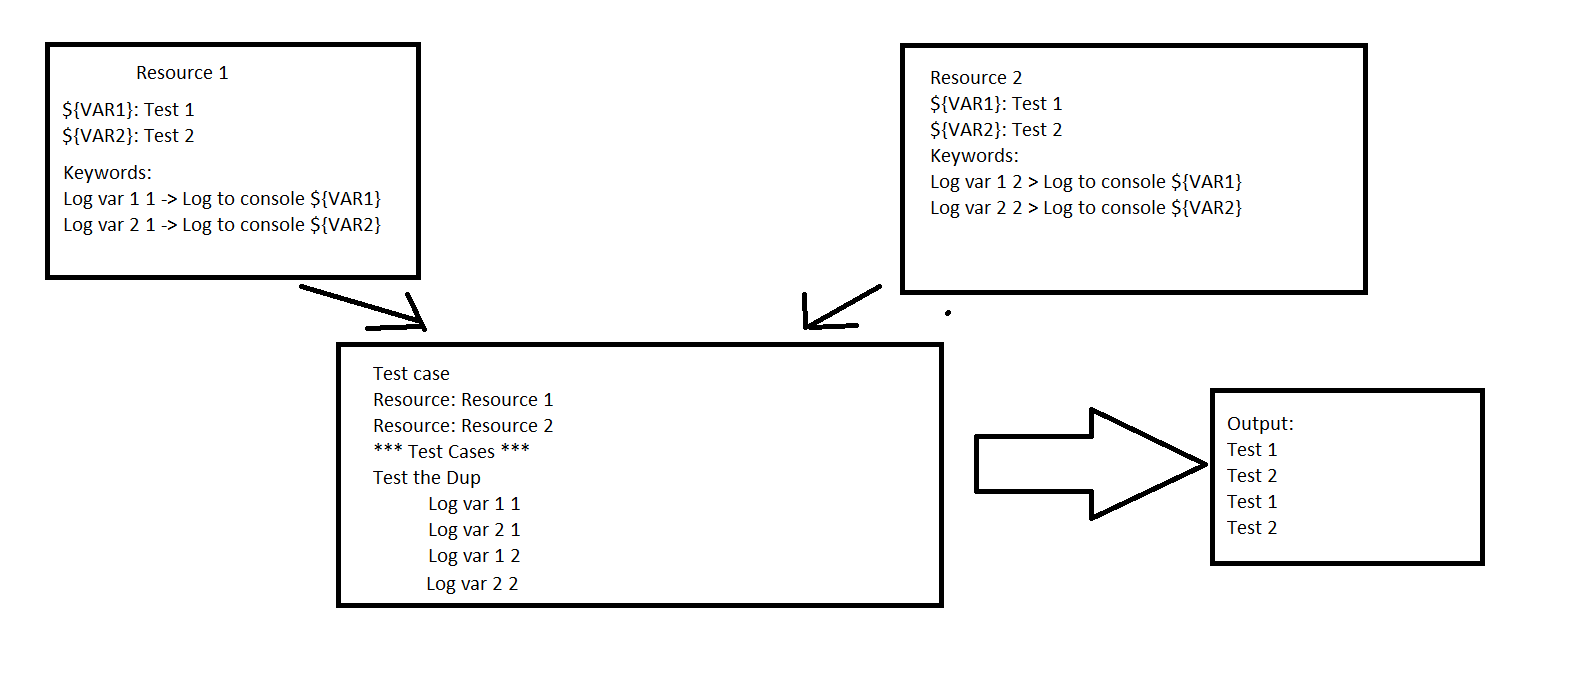 Resource 1
${VAR1}: Test 1
${VAR2}: Test 2
Keywords:
Log var 1 1 -> Log to console ${VAR1}
Log var 2 1 -> Log to console ${VAR2}
Resource 2
${VAR1}: Test 1
${VAR2}: Test 2
Keywords:
Log var 1 2 > Log to console ${VAR1}
Log var 2 2 > Log to console ${VAR2}
Test case
Resource: Resource 1
Resource: Resource 2
*** Test Cases ***
Test the Dup
Log var 1 1
Log var 2 1
Log var 1 2
Log var 2 2
Output:
Test 1
Test 2
Test 1
Test 2